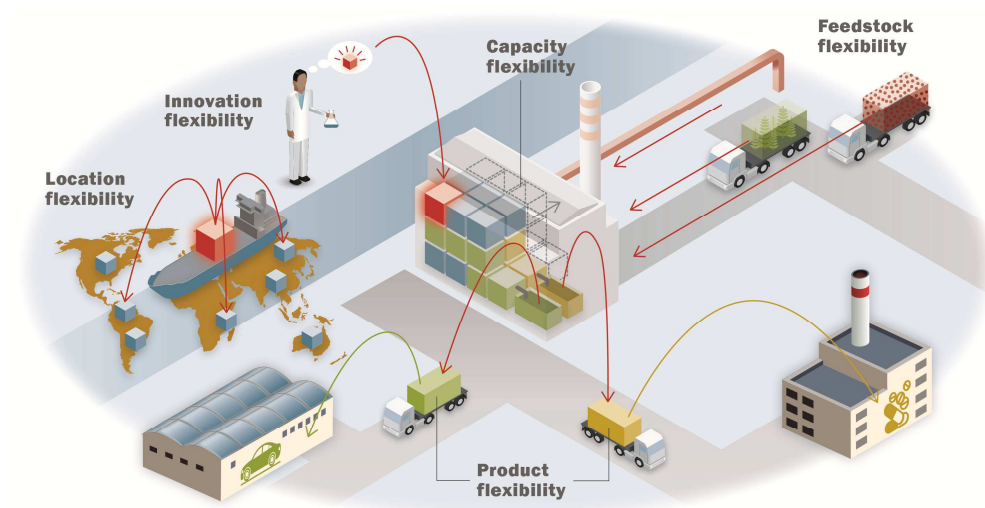 Feedstock
flexibility
Capacity
flexibility
Innovation
flexibility
Location
flexibility
Product
flexibility